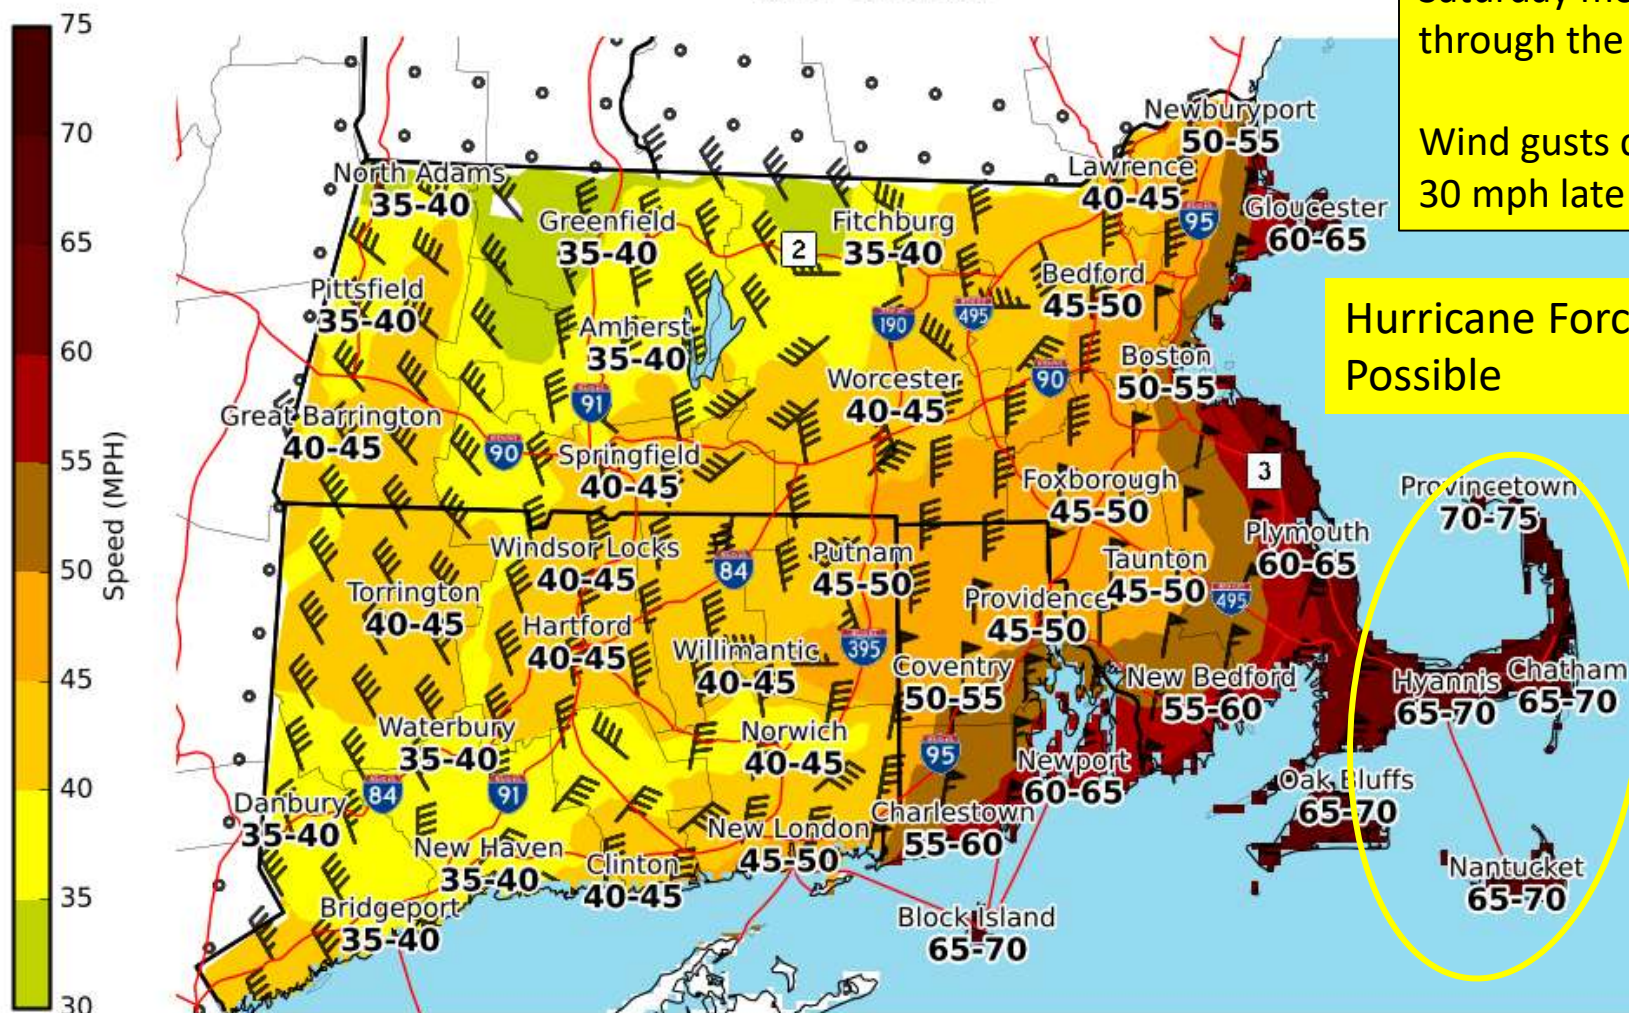 75
70
65
60
55
50
45
40
35
30
Speed (MPH)
through the
Wind gusts
30 mph late
Hurricane Forc
Possible
Newburyport
50-55
North Adams
35-40
Lawrence
40-45
95
Gloucester
60-65
Greenfield
35-40
2
Fitchburg
35-40
Pittsfield
35-40
Bedford
45-50
190
495
Amherst
35-40
Boston
50-55
Worcester
40-45
90
91
Great Barrington
40-45
90
Springfield
40-45
3
Foxborough
45-50
Provincetown
70-75
Plymouth
60-65
Windsor Locks
40-45
84
Putnam
45-50
Taunton
45-50
495
Torrington
40-45
Providence
45-50
Hartford
40-45
395
Willimantic
40-45
Coventry
50-55
New Bedford
55-60
Hyannis
65-70
Chatham
65-70
Waterbury
35-40
Norwich
40-45
95
Newport
60-65
Oak Bluffs
65-70
84
91
Danbury
35-40
Charlestown
55-60
New London
45-50
New Haven
35-40
Clinton
40-45
Nantucket
65-70
Bridgeport
35-40
Block Island
65-70